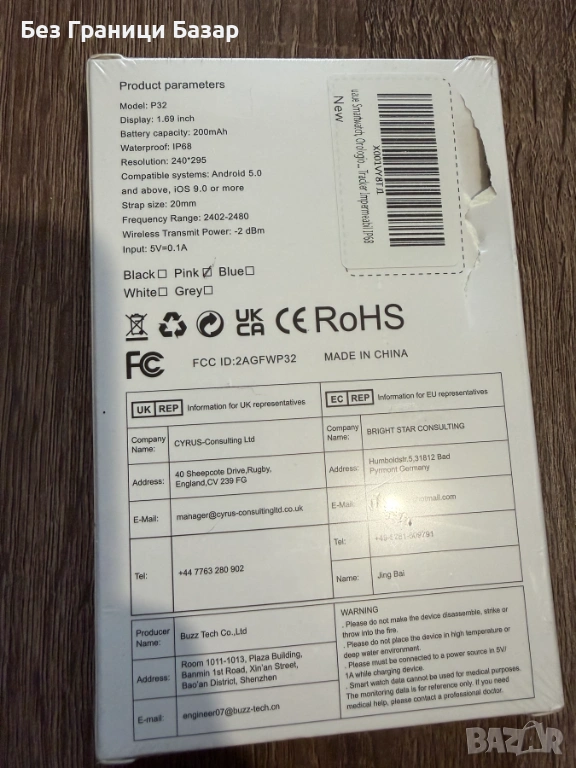 Без Граници Базар
Product parameters
Model: P32
Display: 1.69 inch
Battery capacity: 200mAh
Waterproof: IP68
Resolution: 240*295
Compatible systems: Android 5.0
and above, iOS 9.0 or more
Strap size: 20mm
Frequency Range: 2402-2480
Wireless Transmit Power: -2 dBm
Input: 5V=0.1A
Black Pink Blue
White Grey
Smartwatch, Orologio... Tracker Impermeabil IP68
New
UK
CA CE RoHS
FC FCC ID:2AGFWP32 MADE IN CHINA
UK REP Information for UK representatives
Company
Name: CYRUS-Consulting Ltd
Address: 40 Sheepcote Drive,Rugby,
England,CV 239 FG
E-Mail: manager@cyrus-consultingltd.co.uk
Tel: +44 7763 280 902
EC REP Information for EU representatives
Company
Name: BRIGHT STAR CONSULTING
Address: Humboldstr.5,31812 Bad
Pyrmont Germany
E-Mail:
Tel:
Name: Jing Bai
Producer
Name: Buzz Tech Co.,Ltd
Address: Room 1011-1013, Plaza Building,
Banmin 1st Road, Xin'an Street,
Bao'an District, Shenzhen
E-mail: engineer07@buzz-tech.cn
WARNING
. Please do not make the device disassemble, strike or
throw into the fire.
. Please do not place the device in high temperature or
deep water environment.
. Please must be connected to a power source in 5V/
1A while charging device.
. Smart watch data cannot be used for medical purposes.
The monitoring data is for reference only. If you need
medical help, please contact a professional doctor.
BAZAR